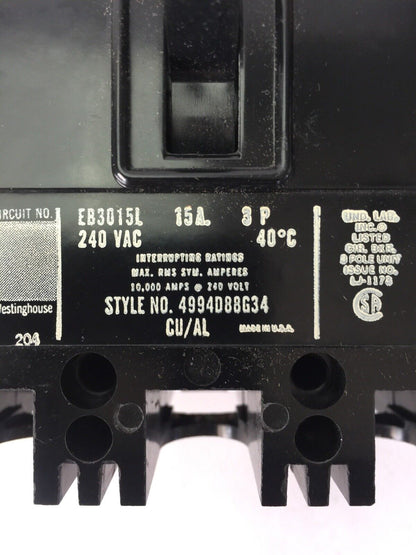 CIRCUIT NO.
Westinghouse
204
EB3015L 15A. 3 P
240 VAC 40°C
INTERRUPTING RATINGS
MAX. RMS SYM. AMPERES
10,000 AMPS @ 240 VOLT
STYLE NO. 4994D88G34
CU/AL MADE IN U.S.A.
UND. LAB.
INC.®
LISTED
CIR. BKR.
3 POLE UNIT
ISSUE NO.
LJ-1173